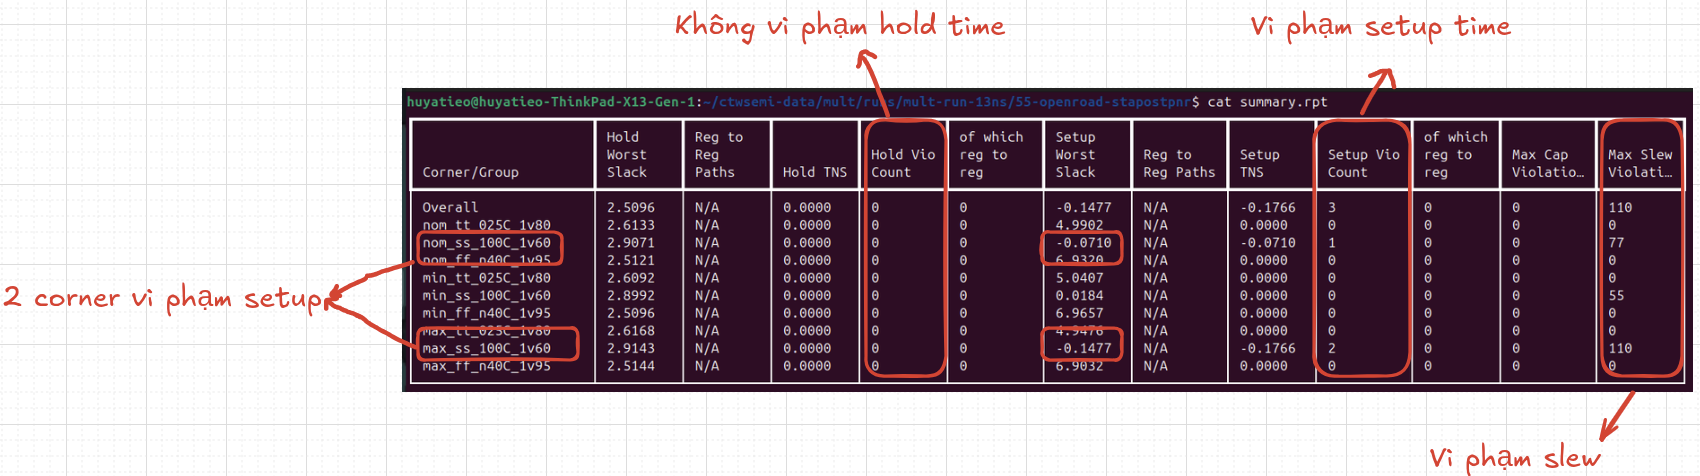 Không vi phạm hold time
Vi phạm setup time
huyatieo@huyatieo-ThinkPad-X13-Gen-1:~/ctwsemi-data/mult/runs/mult-run-13ns/55-openroad-stapostpnr$ cat summary.rpt
Corner/Group Hold Worst Slack Reg to Reg Paths Hold TNS Hold Vio Count of which reg to reg Setup Worst Slack Reg to Reg Paths Setup TNS Setup Vio Count of which reg to reg Max Cap Violatio… Max Slew Violati…
Overall 2.5096 N/A 0.0000 0 0 -0.1477 N/A -0.1766 3 0 0 110
nom_tt_025C_1v80 2.6133 N/A 0.0000 0 0 4.9902 N/A 0.0000 0 0 0 0
nom_ss_100C_1v60 2.9071 N/A 0.0000 0 0 -0.0710 N/A -0.0710 1 0 0 77
nom_ff_n40C_1v95 2.5121 N/A 0.0000 0 0 6.9320 N/A 0.0000 0 0 0 0
min_tt_025C_1v80 2.6092 N/A 0.0000 0 0 5.0407 N/A 0.0000 0 0 0 0
min_ss_100C_1v60 2.8992 N/A 0.0000 0 0 0.0184 N/A 0.0000 0 0 0 55
min_ff_n40C_1v95 2.5096 N/A 0.0000 0 0 6.9657 N/A 0.0000 0 0 0 0
max_tt_025C_1v80 2.6168 N/A 0.0000 0 0 4.9476 N/A 0.0000 0 0 0 0
max_ss_100C_1v60 2.9143 N/A 0.0000 0 0 -0.1477 N/A -0.1766 2 0 0 110
max_ff_n40C_1v95 2.5144 N/A 0.0000 0 0 6.9032 N/A 0.0000 0 0 0 0
2 corner vi phạm setup
Vi phạm slew